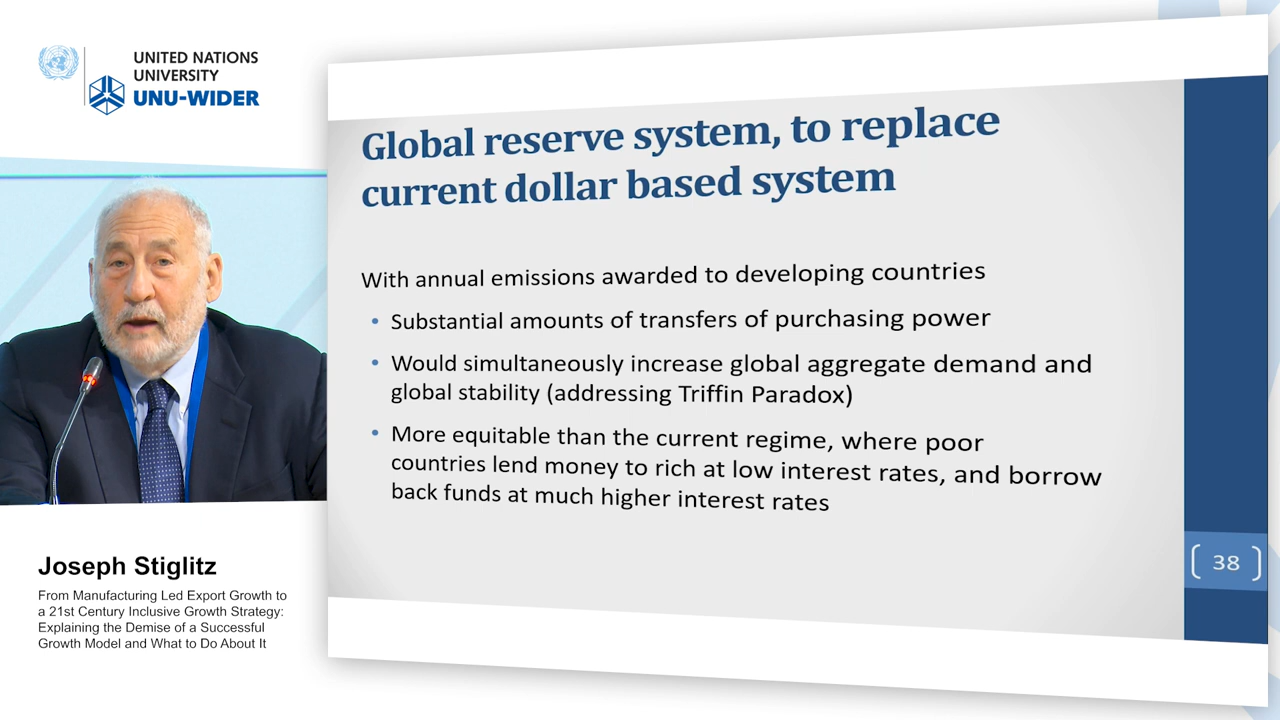 UNITED NATIONS
UNIVERSITY
UNU-WIDER
Global reserve system, to replace
current dollar based system
With annual emissions awarded to developing countries
• Substantial amounts of transfers of purchasing power
• Would simultaneously increase global aggregate demand and
global stability (addressing Triffin Paradox)
• More equitable than the current regime, where poor
countries lend money to rich at low interest rates, and borrow
back funds at much higher interest rates
[ 38 ]
Joseph Stiglitz
From Manufacturing Led Export Growth to
a 21st Century Inclusive Growth Strategy:
Explaining the Demise of a Successful
Growth Model and What to Do About It